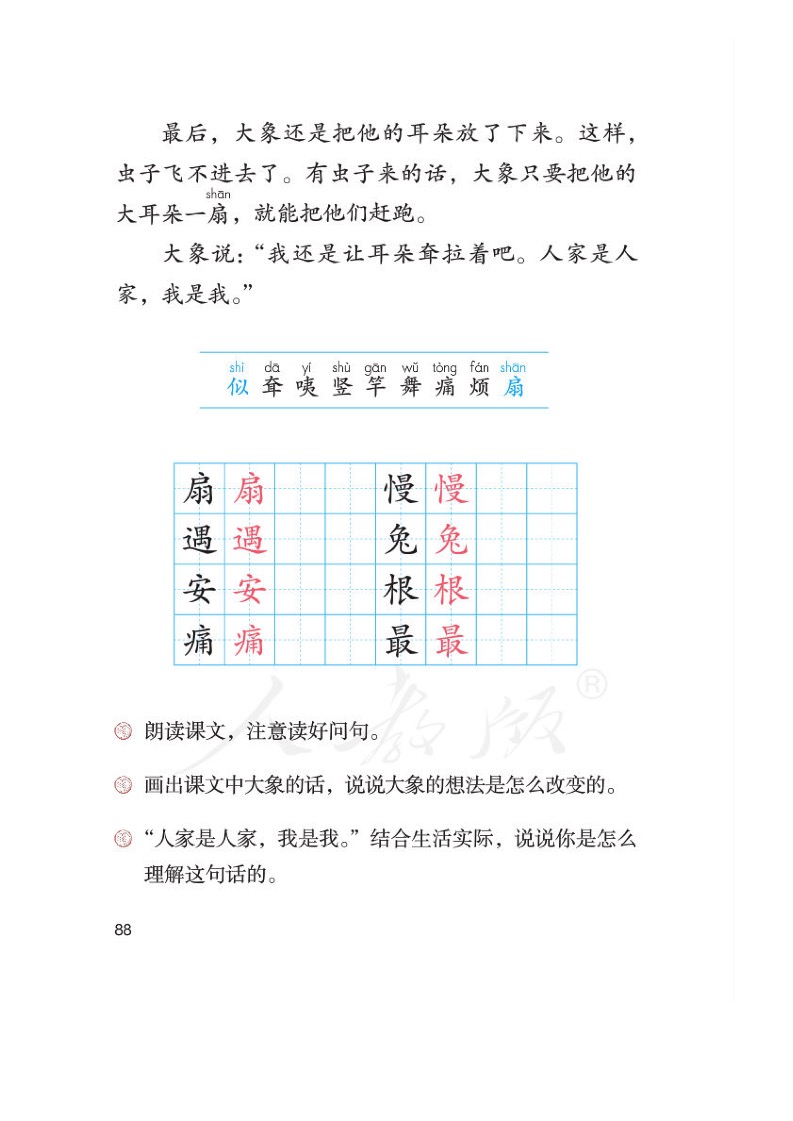 最后，大象还是把他的耳朵放了下来。这样，
虫子飞不进去了。有虫子来的话，大象只要把他的
shān
大耳朵一扇，就能把他们赶跑。
大象说：“我还是让耳朵耷拉着吧。人家是人
家，我是我。”
shì dā yí shù gān wǔ tòng fán shān
似 耷 咦 竖 竿 舞 痛 烦 扇
扇 扇 慢 慢
遇 遇 兔 兔
安 安 根 根
痛 痛 最 最
人教版®
朗读课文，注意读好问句。
画出课文中大象的话，说说大象的想法是怎么改变的。
“人家是人家，我是我。”结合生活实际，说说你是怎么
理解这句话的。
88